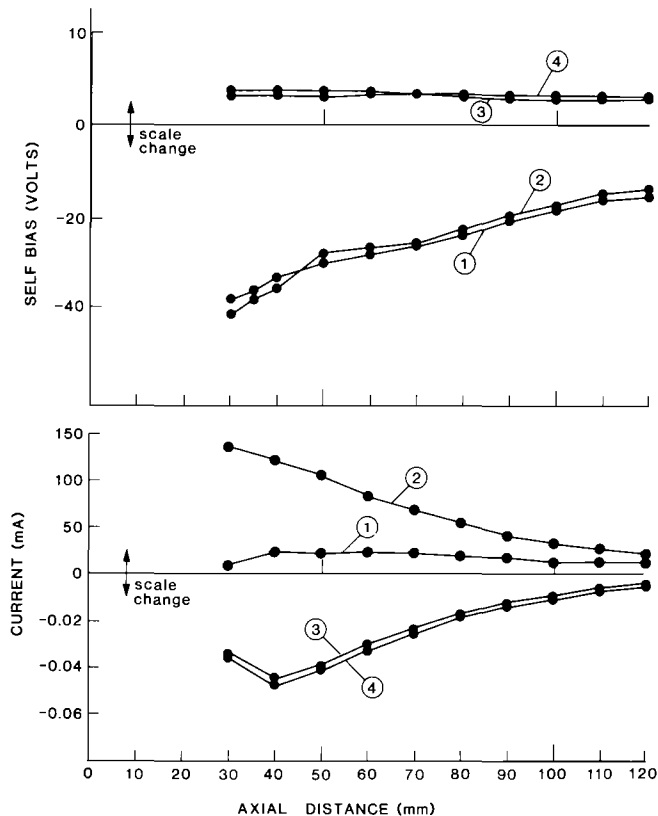 10
0
-20
-40
SELF BIAS (VOLTS)
scale
change
4
3
2
1
150
100
50
0
-0.02
-0.04
-0.06
CURRENT (mA)
scale
change
2
1
3
4
0 10 20 30 40 50 60 70 80 90 100 110 120
AXIAL DISTANCE (mm)